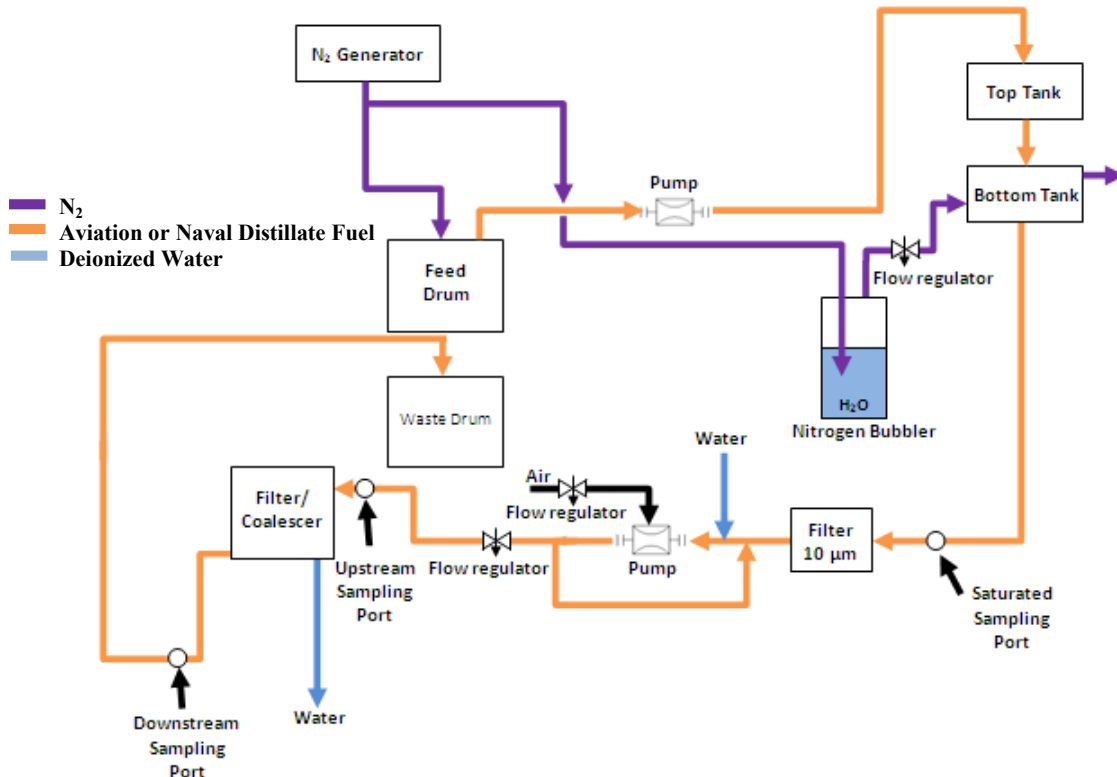 N₂ Generator
Top Tank
Pump
Bottom Tank
N₂
Aviation or Naval Distillate Fuel
Deionized Water
Feed
Drum
Flow regulator
H₂O
Nitrogen Bubbler
Waste Drum
Water
Air
Flow regulator
Filter/
Coalescer
Filter
10 µm
Flow regulator
Pump
Upstream
Sampling
Port
Saturated
Sampling
Port
Water
Downstream
Sampling
Port